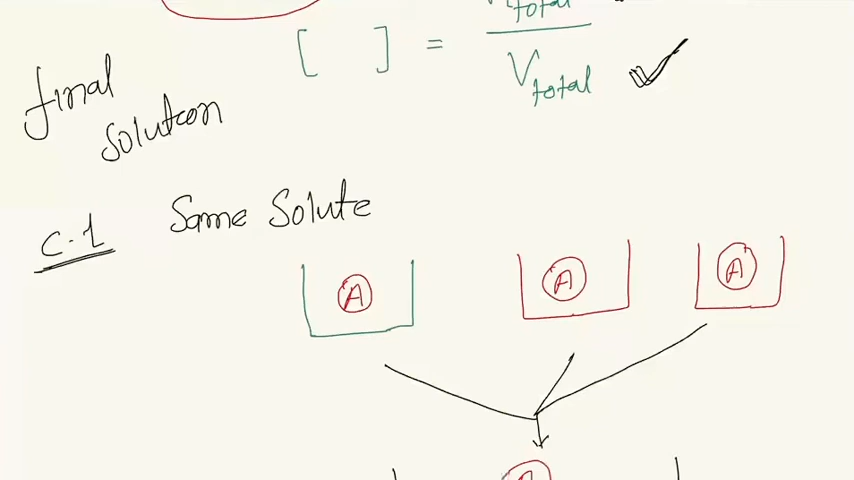 total
[ ] =
V total
final
solution
C-1 Same Solute
A A A